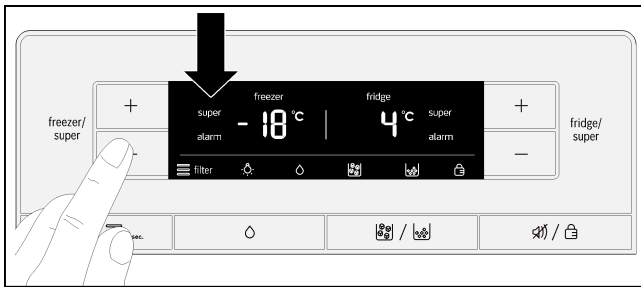 freezer/
super
+
−
super
alarm
freezer
-18 °C
fridge
4 °C
super
alarm
filter
+
−
fridge/
super
sec.
/
/